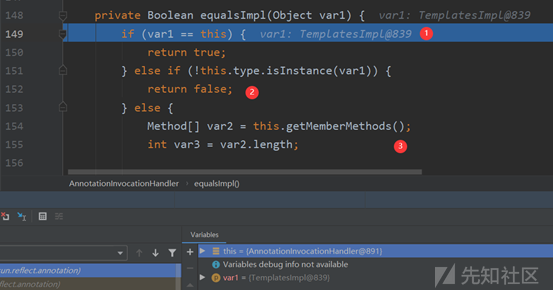 148 private Boolean equalsImpl(Object var1) { var1: TemplatesImpl@839
149 if (var1 == this) { var1: TemplatesImpl@839 1
150 return true;
151 } else if (!this.type.isInstance(var1)) {
152 return false; 2
153 } else {
154 Method[] var2 = this.getMemberMethods();
155 int var3 = var2.length; 3
156
AnnotationInvocationHandler › equalsImpl()
Variables
un.reflect.annotation)
this = {AnnotationInvocationHandler@891}
Variables debug info not available
var1 = {TemplatesImpl@839}
reflect.annotation)
先知社区